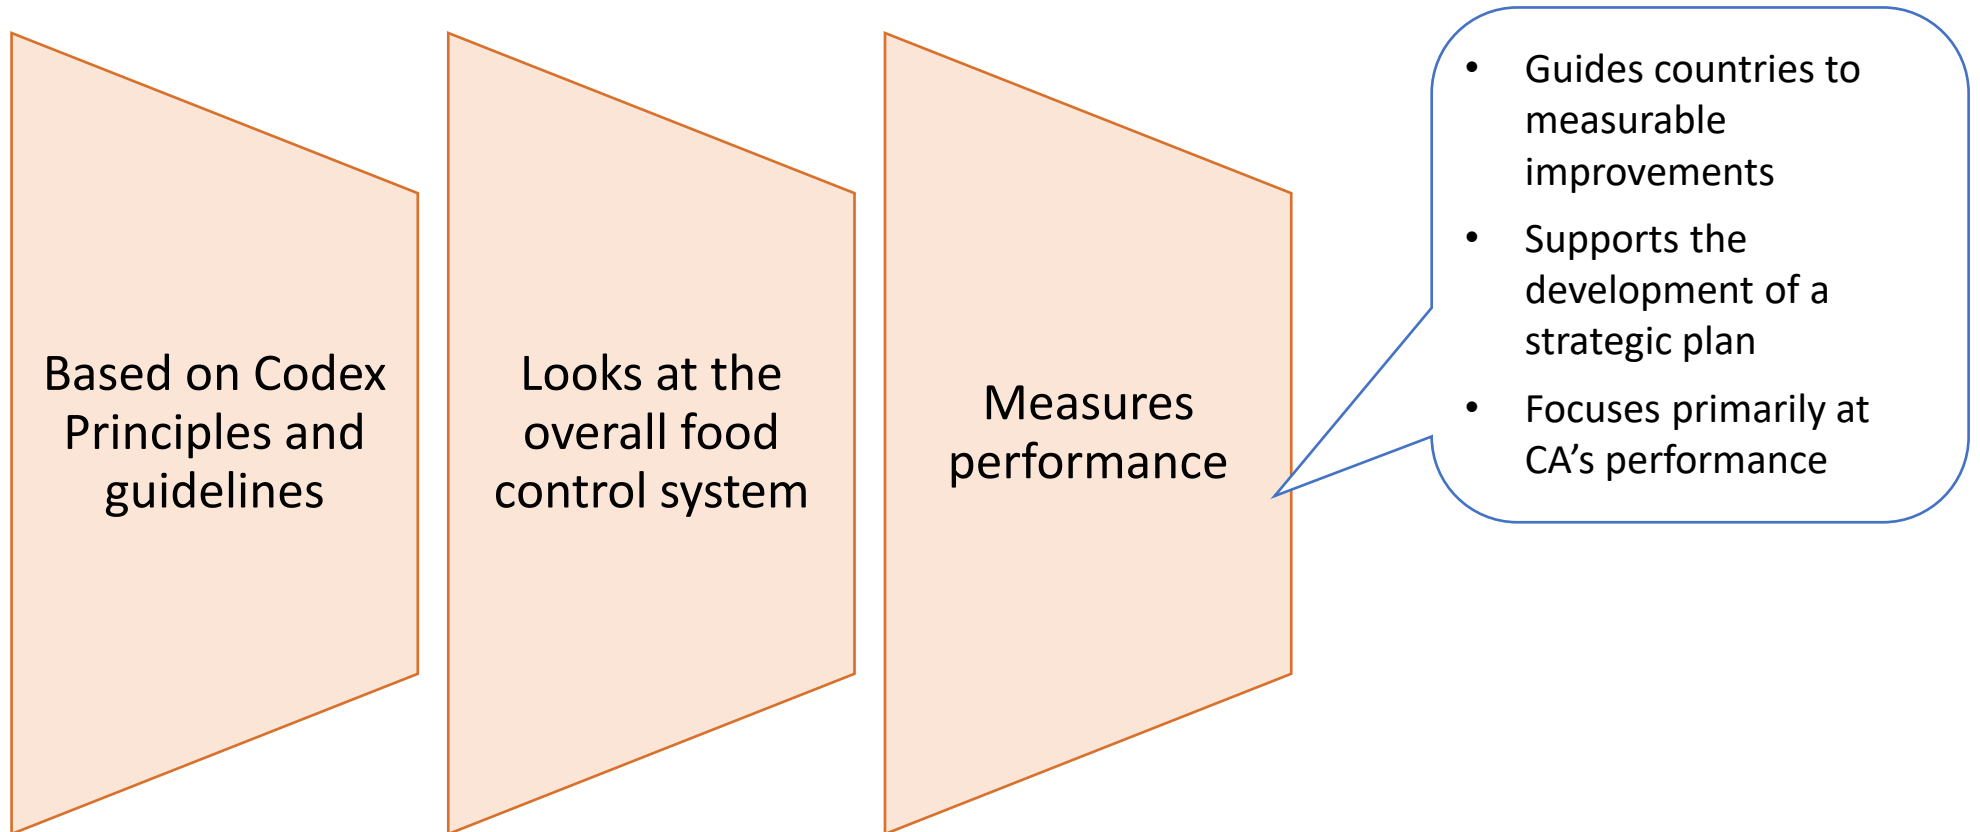 Based on Codex
Principles and
guidelines
Looks at the
overall food
control system
Measures
performance
• Guides countries to
measurable
improvements
• Supports the
development of a
strategic plan
• Focuses primarily at
CA’s performance